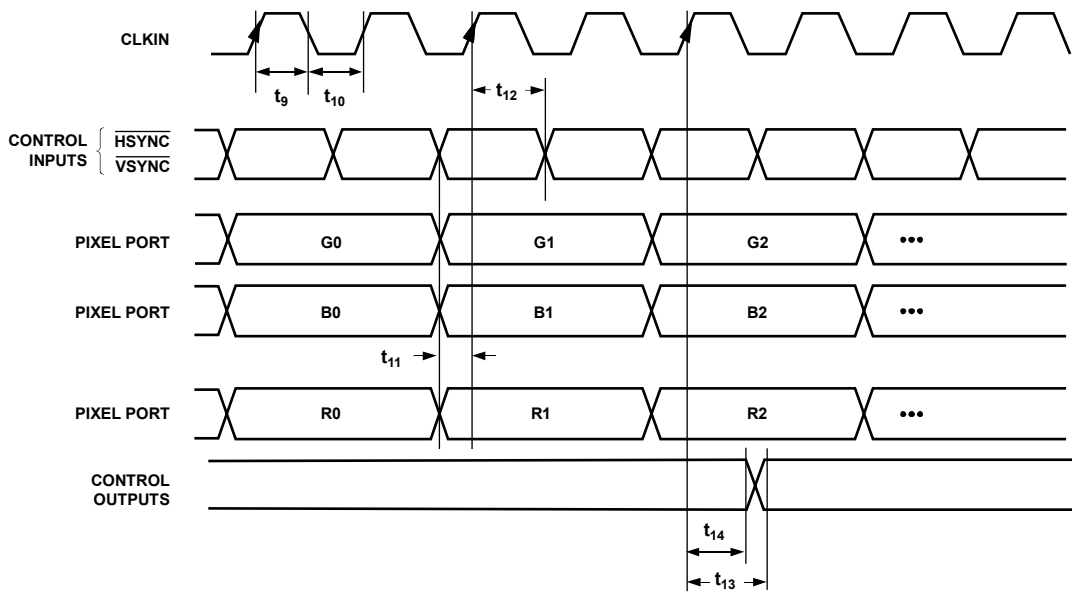 CLKIN
t9
t10
t12
CONTROL INPUTS
HSYNC
VSYNC
PIXEL PORT
G0
G1
G2
•••
PIXEL PORT
B0
B1
B2
•••
t11
PIXEL PORT
R0
R1
R2
•••
CONTROL OUTPUTS
t14
t13